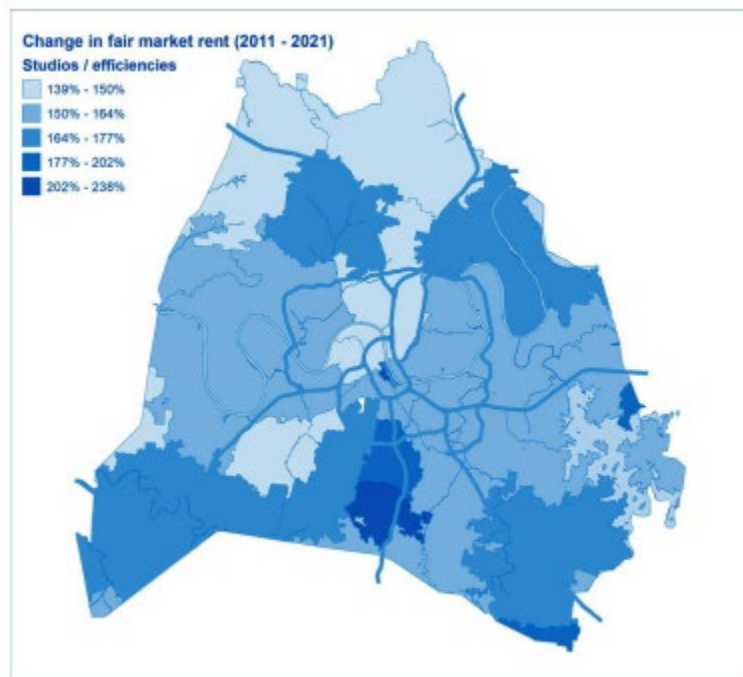 Change in fair market rent (2011 - 2021)
Studios / efficiencies
139% - 150%
150% - 164%
164% - 177%
177% - 202%
202% - 238%